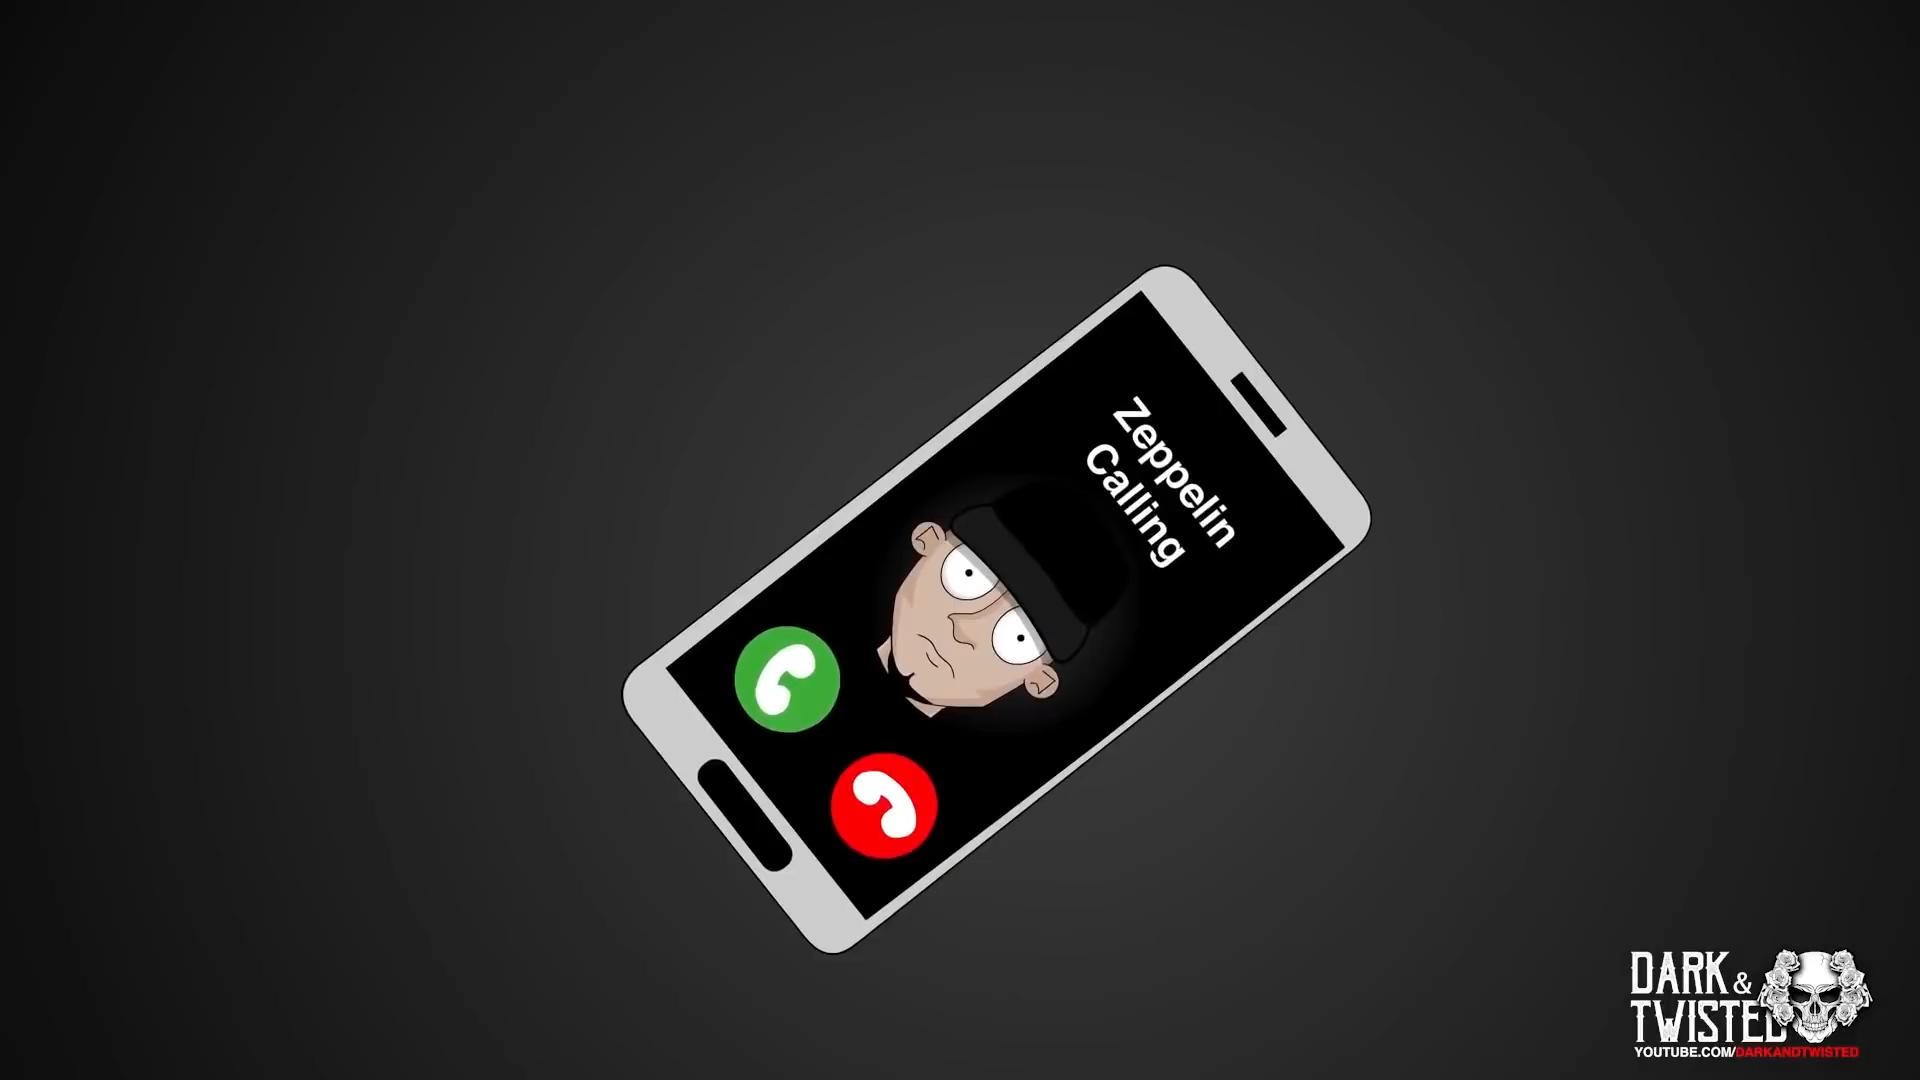 Zeppelin
Calling
DARK &
TWISTED
YOUTUBE.COM/DARKANDTWISTED